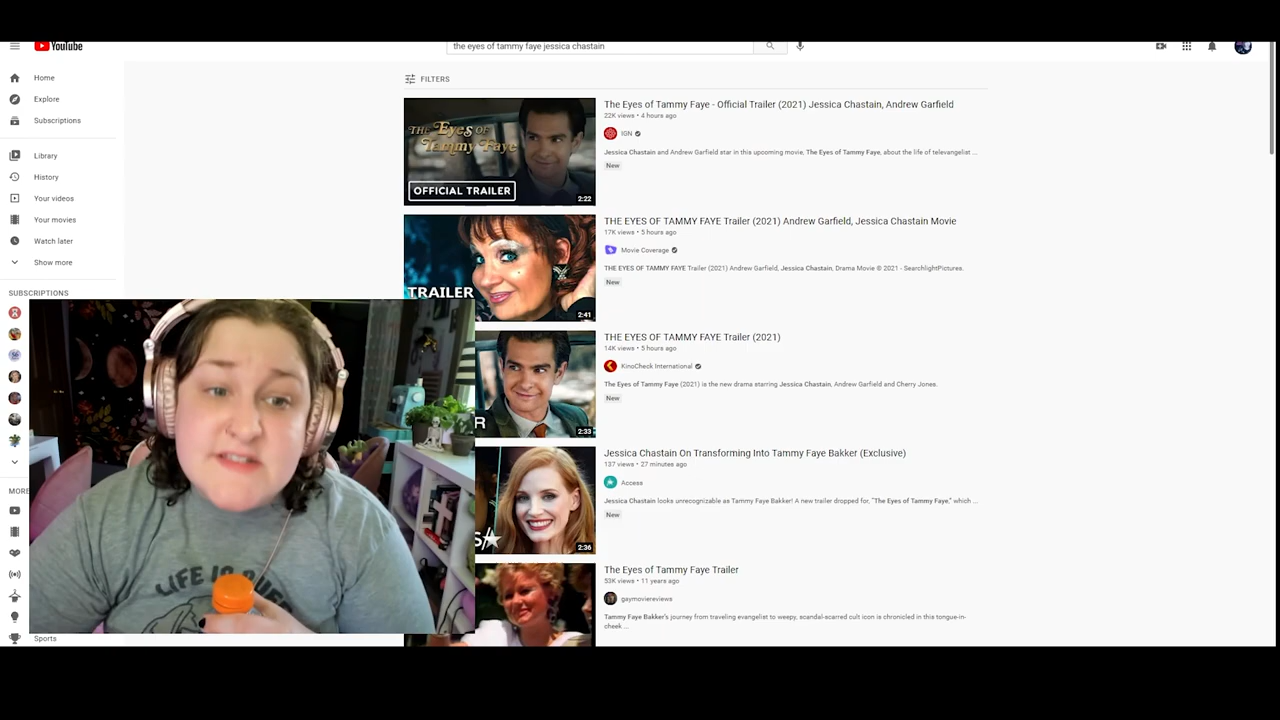 YouTube
the eyes of tammy faye jessica chastain
Home
Explore
Subscriptions
Library
History
Your videos
Your movies
Watch later
Show more
SUBSCRIPTIONS
MORE
Sports
FILTERS
THE Eyes OF
Tammy Faye
OFFICIAL TRAILER
2:22
The Eyes of Tammy Faye - Official Trailer (2021) Jessica Chastain, Andrew Garfield
22K views • 4 hours ago
IGN
Jessica Chastain and Andrew Garfield star in this upcoming movie, The Eyes of Tammy Faye, about the life of televangelist ...
New
TRAILER
2:41
THE EYES OF TAMMY FAYE Trailer (2021) Andrew Garfield, Jessica Chastain Movie
17K views • 5 hours ago
Movie Coverage
THE EYES OF TAMMY FAYE Trailer (2021) Andrew Garfield, Jessica Chastain, Drama Movie © 2021 - SearchlightPictures.
New
R
2:33
THE EYES OF TAMMY FAYE Trailer (2021)
14K views • 5 hours ago
KinoCheck International
The Eyes of Tammy Faye (2021) is the new drama starring Jessica Chastain, Andrew Garfield and Cherry Jones.
New
2:36
Jessica Chastain On Transforming Into Tammy Faye Bakker (Exclusive)
137 views • 27 minutes ago
Access
Jessica Chastain looks unrecognizable as Tammy Faye Bakker! A new trailer dropped for, "The Eyes of Tammy Faye," which ...
New
The Eyes of Tammy Faye Trailer
53K views • 11 years ago
gaymoviereviews
Tammy Faye Bakker's journey from traveling evangelist to weepy, scandal-scarred cult icon is chronicled in this tongue-in-
cheek ...
LIFE IS